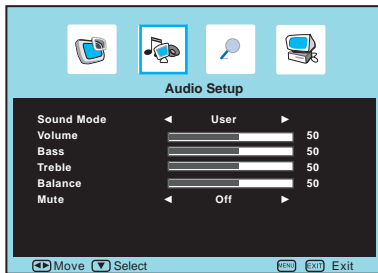 Audio Setup
Sound Mode ◄ User ►
Volume 50
Bass 50
Treble 50
Balance 50
Mute ◄ Off ►
◄► Move ▼ Select MENU EXIT Exit